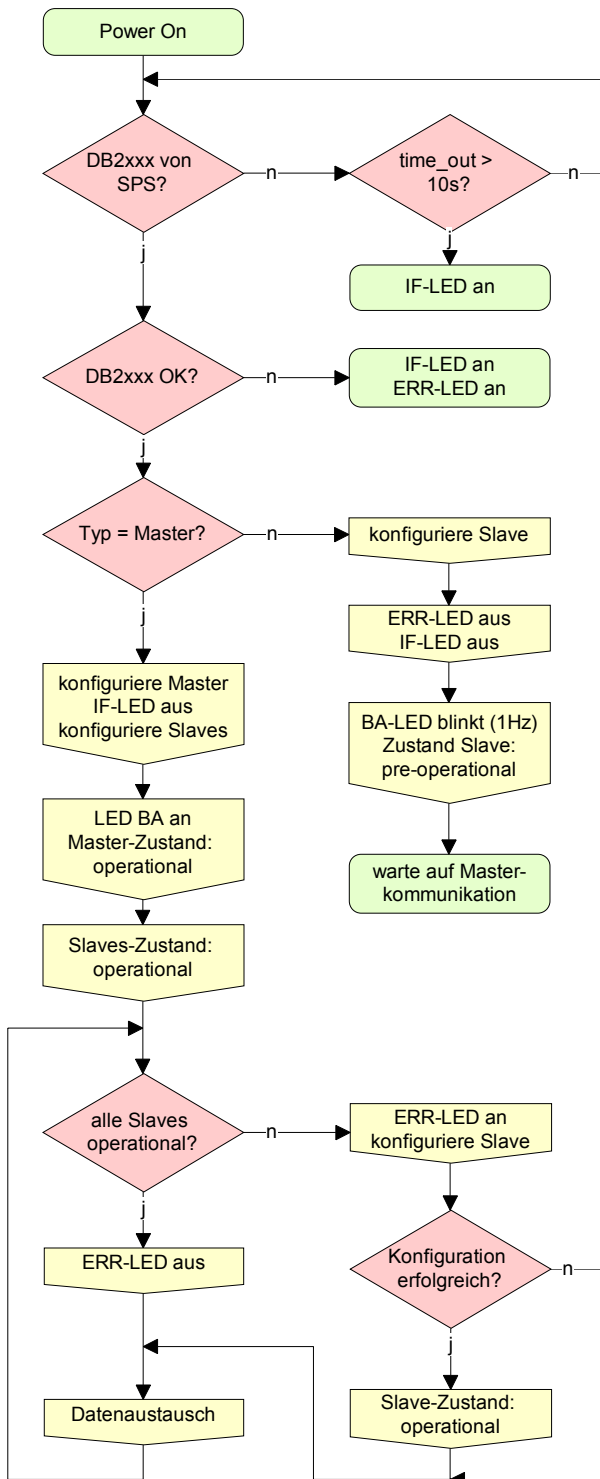 Power On
DB2xxx von
SPS?
n
time_out >
10s?
n
j
j
IF-LED an
DB2xxx OK?
n
IF-LED an
ERR-LED an
j
Typ = Master?
n
konfiguriere Slave
j
ERR-LED aus
IF-LED aus
konfiguriere Master
IF-LED aus
konfiguriere Slaves
BA-LED blinkt (1Hz)
Zustand Slave:
pre-operational
LED BA an
Master-Zustand:
operational
warte auf Master-
kommunikation
Slaves-Zustand:
operational
alle Slaves
operational?
n
ERR-LED an
konfiguriere Slave
j
ERR-LED aus
Konfiguration
erfolgreich?
n
j
Datenaustausch
Slave-Zustand:
operational